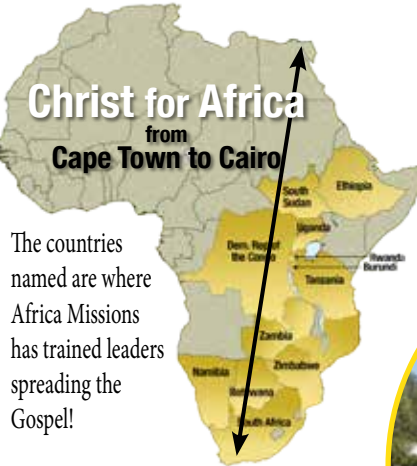 Christ for Africa
from
Cape Town to Cairo
South
Sudan
Ethiopia
Uganda
Dem. Rep of
the Congo
Rwanda
Burundi
Tanzania
The countries
named are where
Africa Missions
has trained leaders
spreading the
Gospel!
Zambia
Zimbabwe
Namibia
Botswana
South Africa